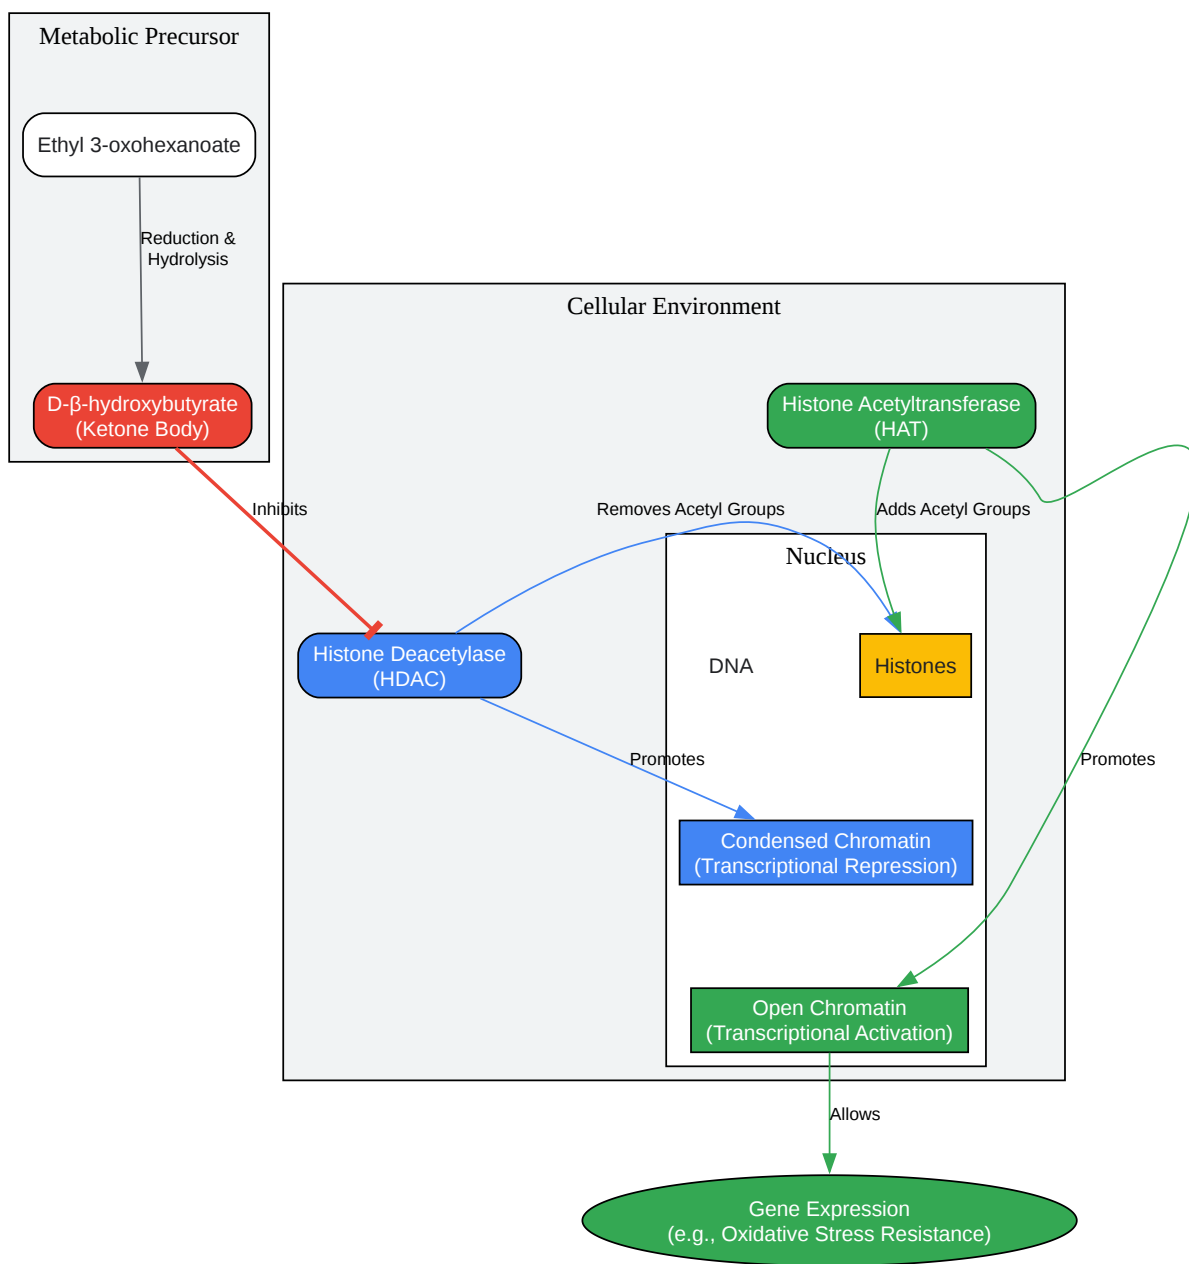 Metabolic Precursor
Ethyl 3-oxohexanoate
Reduction &
Hydrolysis
D-β-hydroxybutyrate
(Ketone Body)
Inhibits
Cellular Environment
Histone Acetyltransferase
(HAT)
Removes Acetyl Groups
Adds Acetyl Groups
Nucleus
Histone Deacetylase
(HDAC)
DNA
Histones
Promotes
Promotes
Condensed Chromatin
(Transcriptional Repression)
Open Chromatin
(Transcriptional Activation)
Allows
Gene Expression
(e.g., Oxidative Stress Resistance)